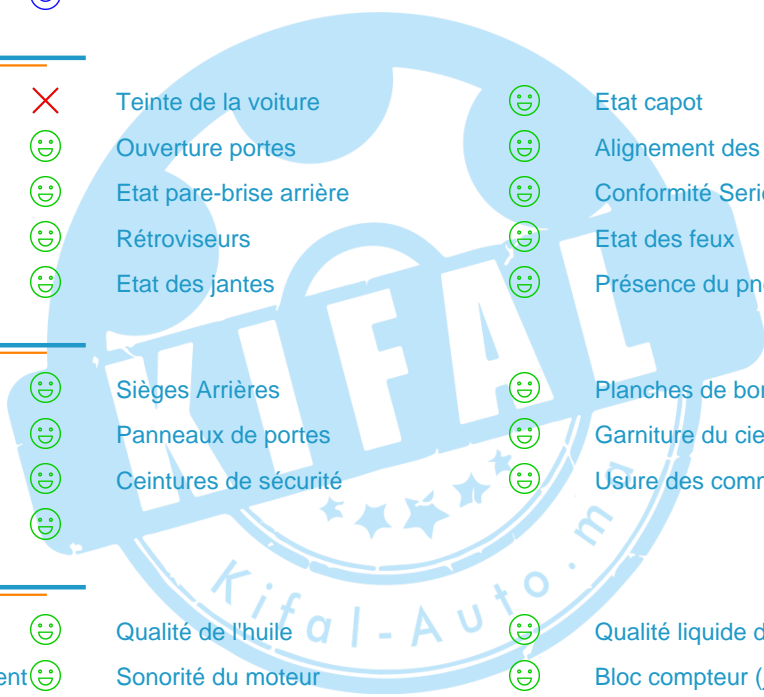 Teinte de la voiture Etat capot
Ouverture portes Alignement des
Etat pare-brise arrière Conformité Seri
Rétroviseurs Etat des feux
Etat des jantes Présence du pn
KIFAL
Sièges Arrières Planches de bor
Panneaux de portes Garniture du cie
Ceintures de sécurité Usure des comm
Kifal-Auto.m
Qualité de l'huile Qualité liquide d
ent Sonorité du moteur Bloc compteur (